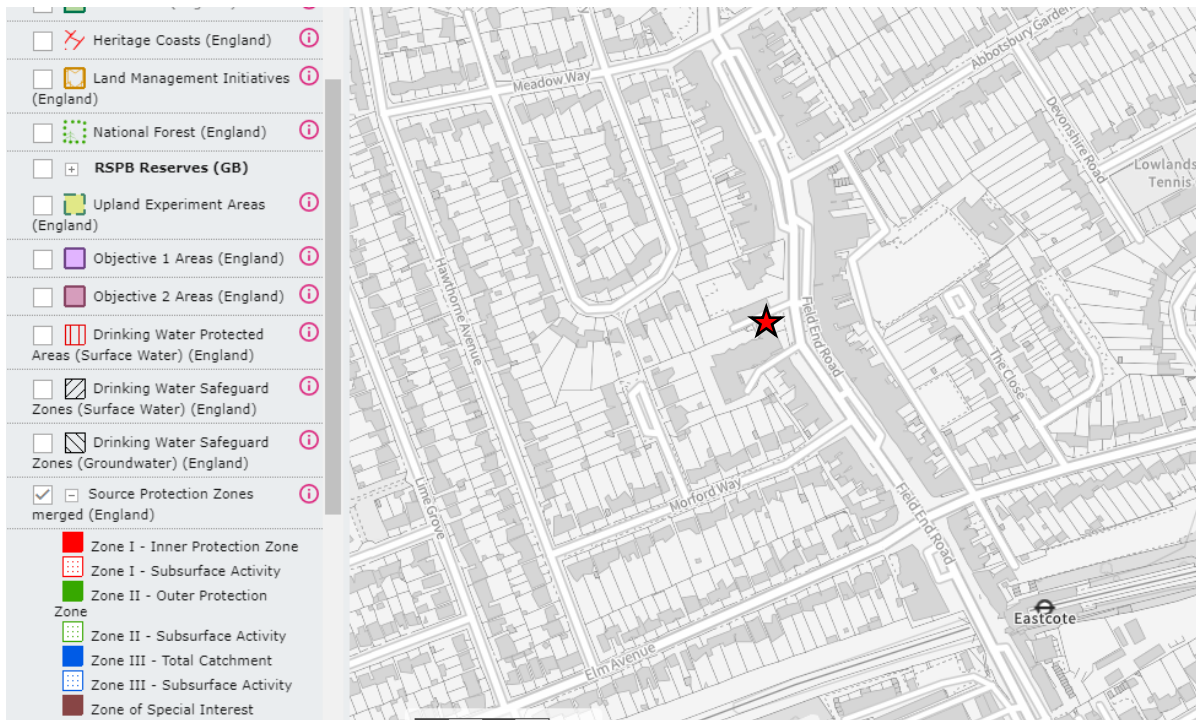 Heritage Coasts (England)
Land Management Initiatives
(England)
National Forest (England)
RSPB Reserves (GB)
Upland Experiment Areas
(England)
Objective 1 Areas (England)
Objective 2 Areas (England)
Drinking Water Protected
Areas (Surface Water) (England)
Drinking Water Safeguard
Zones (Surface Water) (England)
Drinking Water Safeguard
Zones (Groundwater) (England)
Source Protection Zones
merged (England)
Zone I - Inner Protection Zone
Zone I - Subsurface Activity
Zone II - Outer Protection
Zone
Zone II - Subsurface Activity
Zone III - Total Catchment
Zone III - Subsurface Activity
Zone of Special Interest
Meadow Way
Abbotsbury Gardens
Devonshire Road
Lowlands
Tennis
Hawthorne Avenue
Field End Road
The Close
Lime Grove
Morford Way
Field End Road
Eastcote
Elm Avenue